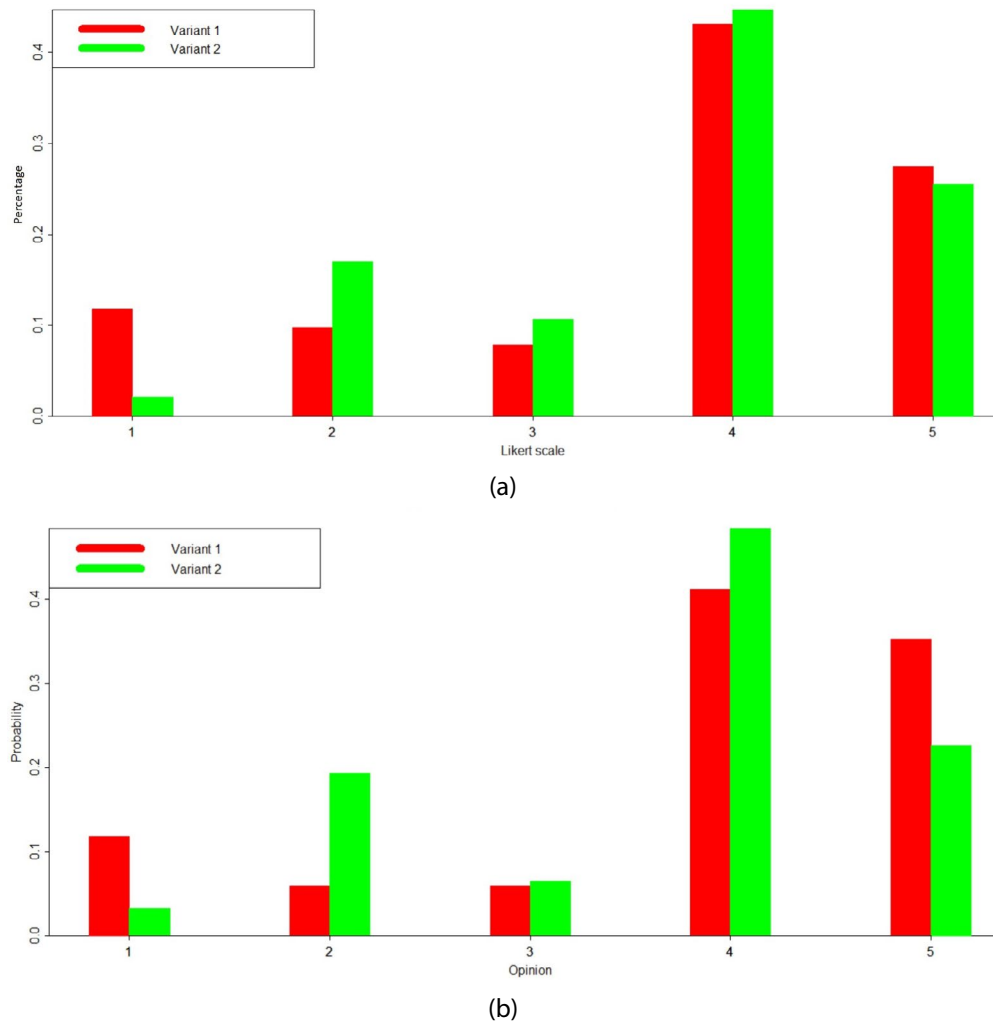 Variant 1
Variant 2
Percentage
0.4
0.3
0.2
0.1
0.0
1 2 3 4 5
Likert scale
(a)
Variant 1
Variant 2
Probability
0.4
0.3
0.2
0.1
0.0
1 2 3 4 5
Opinion
(b)